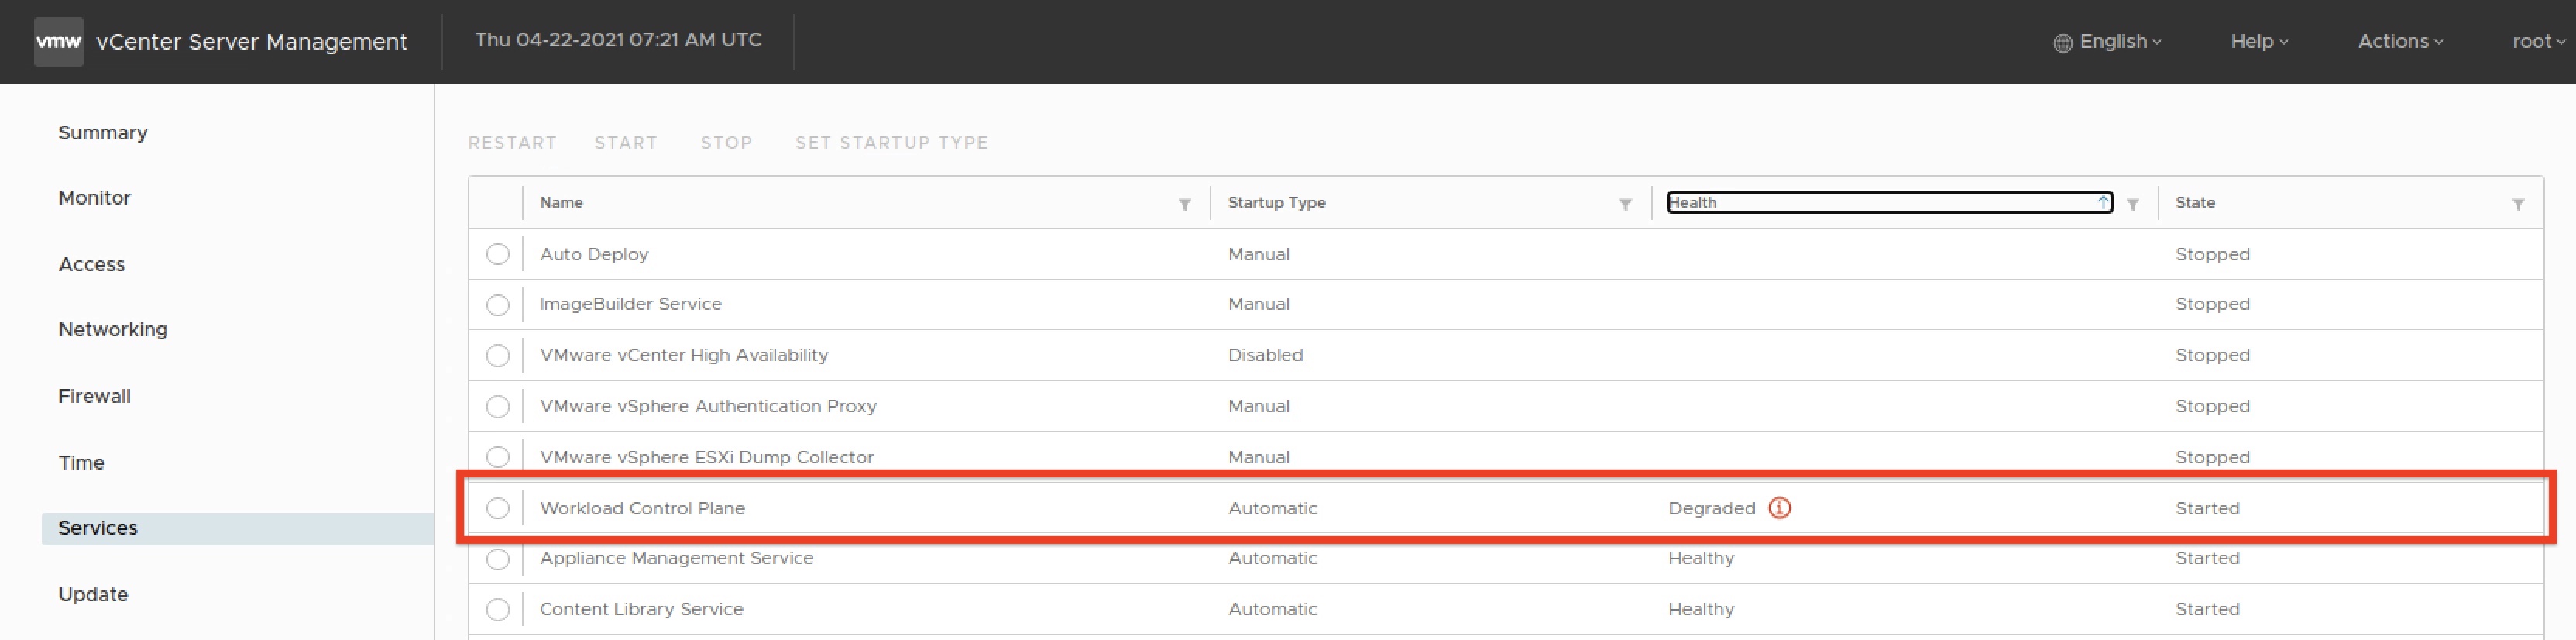 vmw vCenter Server Management Thu 04-22-2021 07:21 AM UTC English Help Actions root
Summary
Monitor
Access
Networking
Firewall
Time
Services
Update
RESTART START STOP SET STARTUP TYPE
Name Startup Type Health State
Auto Deploy Manual Stopped
ImageBuilder Service Manual Stopped
VMware vCenter High Availability Disabled Stopped
VMware vSphere Authentication Proxy Manual Stopped
VMware vSphere ESXi Dump Collector Manual Stopped
Workload Control Plane Automatic Degraded Started
Appliance Management Service Automatic Healthy Started
Content Library Service Automatic Healthy Started